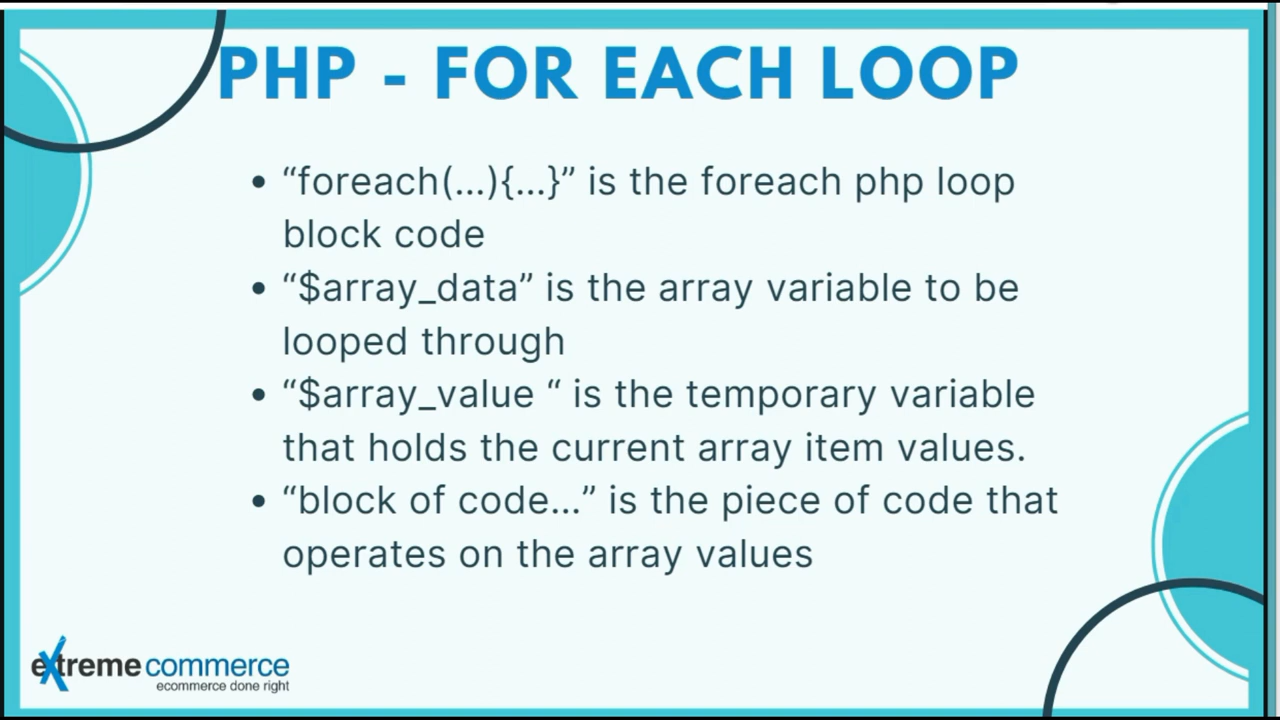 PHP - FOR EACH LOOP
• “foreach(...){...}” is the foreach php loop
block code
• “$array_data” is the array variable to be
looped through
• “$array_value “ is the temporary variable
that holds the current array item values.
• “block of code...” is the piece of code that
operates on the array values
extreme commerce
ecommerce done right